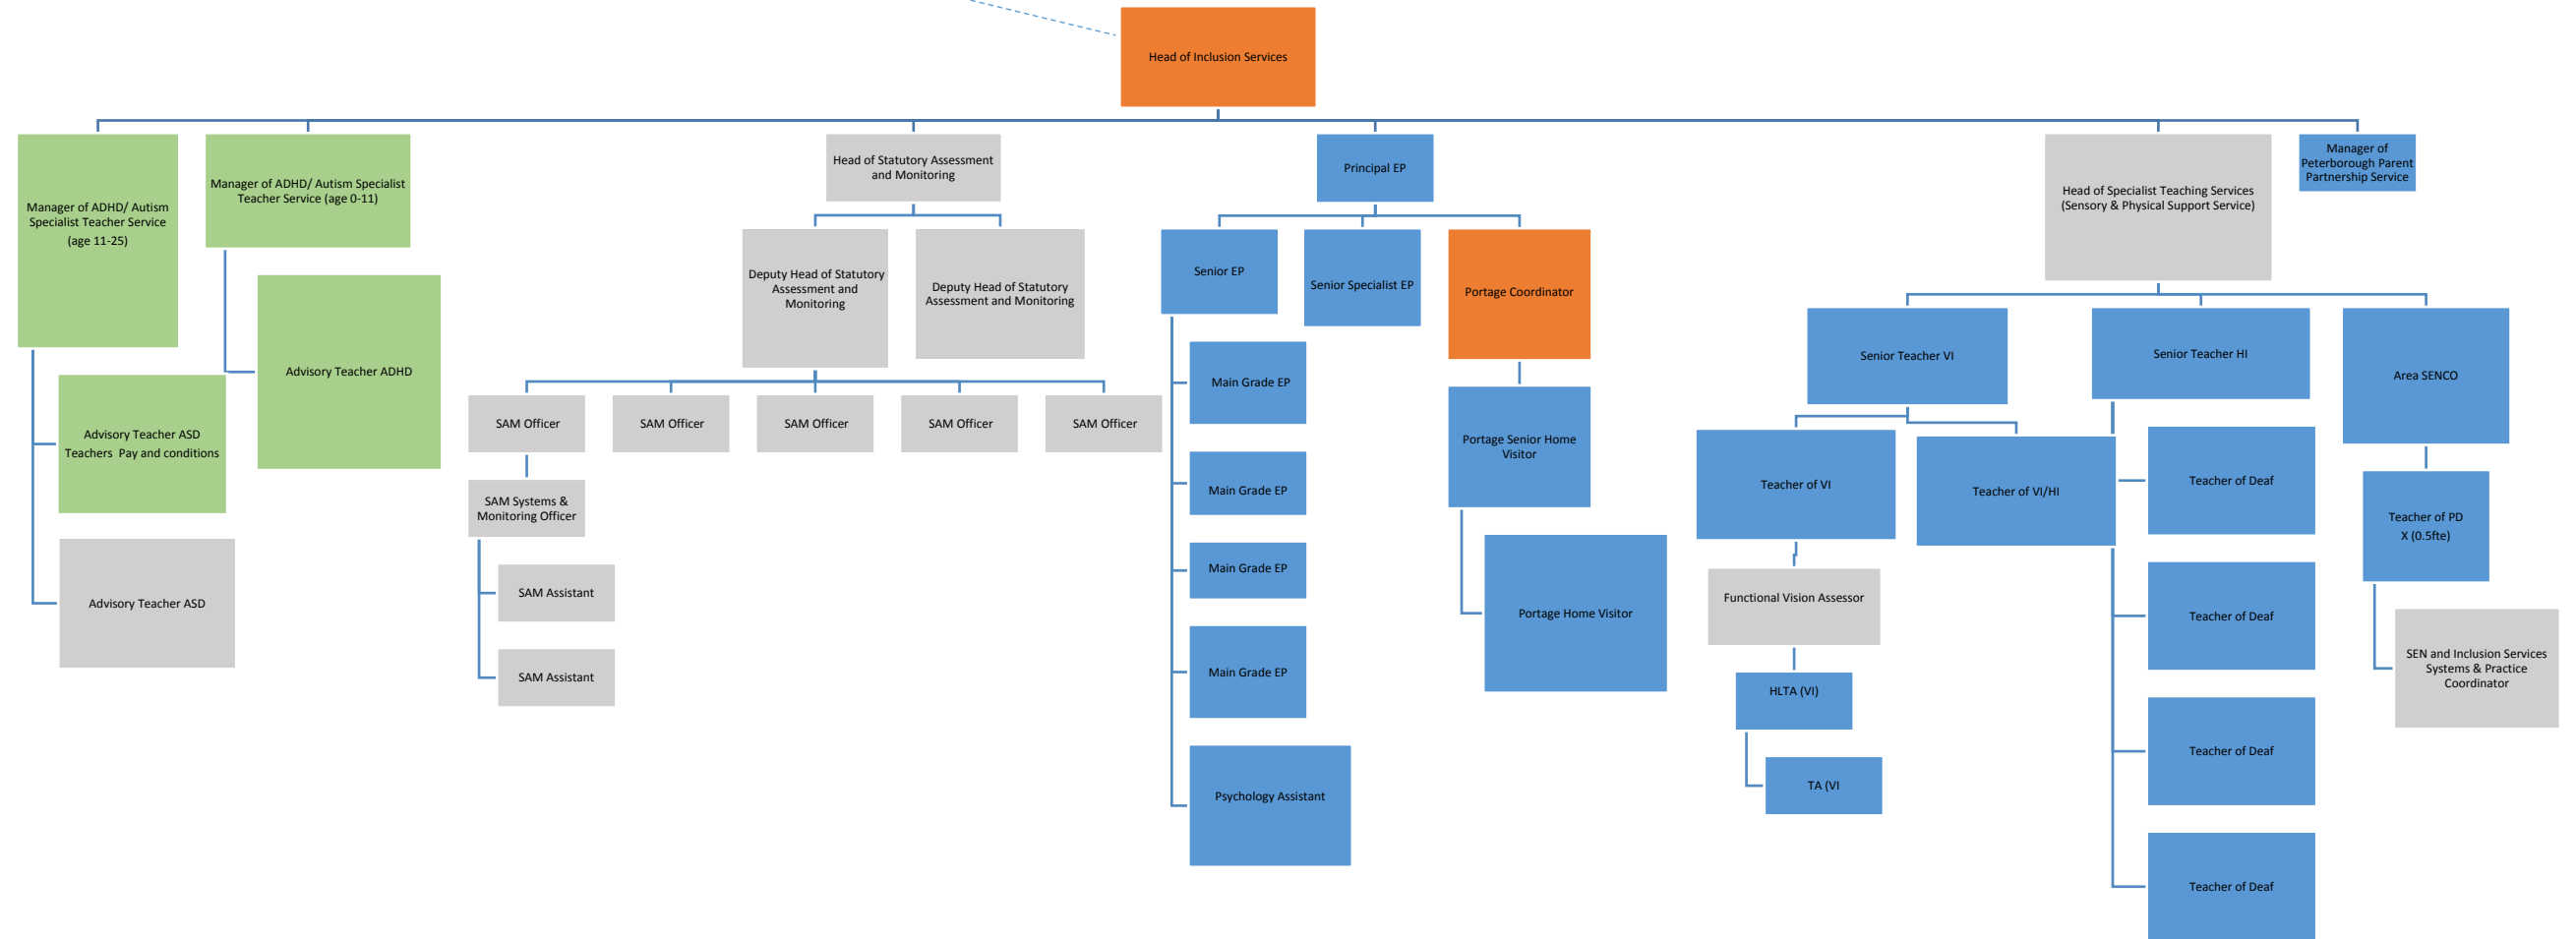 Head of Inclusion Services
Manager of ADHD/ Autism
Specialist Teacher Service
(age 11-25)
Advisory Teacher ASD
Teachers  Pay and conditions
Advisory Teacher ASD
Manager of ADHD/ Autism Specialist
Teacher Service (age 0-11)
Advisory Teacher ADHD
Head of Statutory Assessment
and Monitoring
Deputy Head of Statutory
Assessment and
Monitoring
Deputy Head of Statutory
Assessment and Monitoring
SAM Officer
SAM Officer
SAM Officer
SAM Officer
SAM Officer
SAM Systems &
Monitoring Officer
SAM Assistant
SAM Assistant
Principal EP
Senior EP
Main Grade EP
Main Grade EP
Main Grade EP
Main Grade EP
Psychology Assistant
Senior Specialist EP
Portage Coordinator
Portage Senior Home
Visitor
Portage Home Visitor
Head of Specialist Teaching Services
(Sensory & Physical Support Service)
Senior Teacher VI
Teacher of VI
Functional Vision Assessor
HLTA (VI)
TA (VI
Teacher of VI/HI
Senior Teacher HI
Teacher of Deaf
Teacher of Deaf
Teacher of Deaf
Teacher of Deaf
Area SENCO
Teacher of PD
X (0.5fte)
SEN and Inclusion Services
Systems & Practice
Coordinator
Manager of
Peterborough Parent
Partnership Service